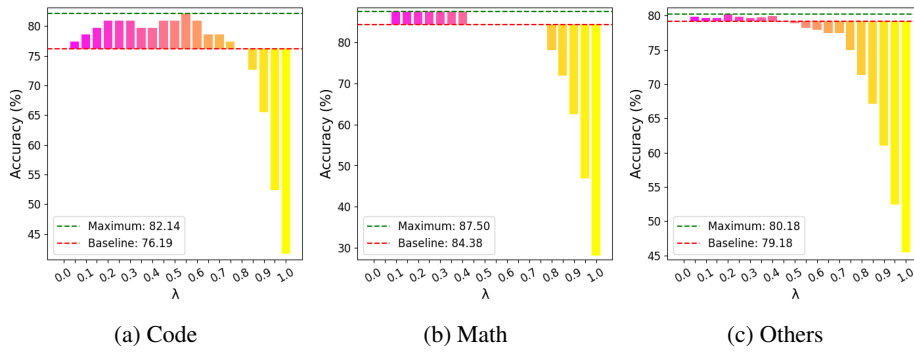 Accuracy (%)
80
75
70
65
60
55
50
45
Maximum: 82.14
Baseline: 76.19
0.0 0.1 0.2 0.3 0.4 0.5 0.6 0.7 0.8 0.9 1.0
λ
(a) Code
Accuracy (%)
80
70
60
50
40
30
Maximum: 87.50
Baseline: 84.38
0.0 0.1 0.2 0.3 0.4 0.5 0.6 0.7 0.8 0.9 1.0
λ
(b) Math
Accuracy (%)
80
75
70
65
60
55
50
45
Maximum: 80.18
Baseline: 79.18
0.0 0.1 0.2 0.3 0.4 0.5 0.6 0.7 0.8 0.9 1.0
λ
(c) Others